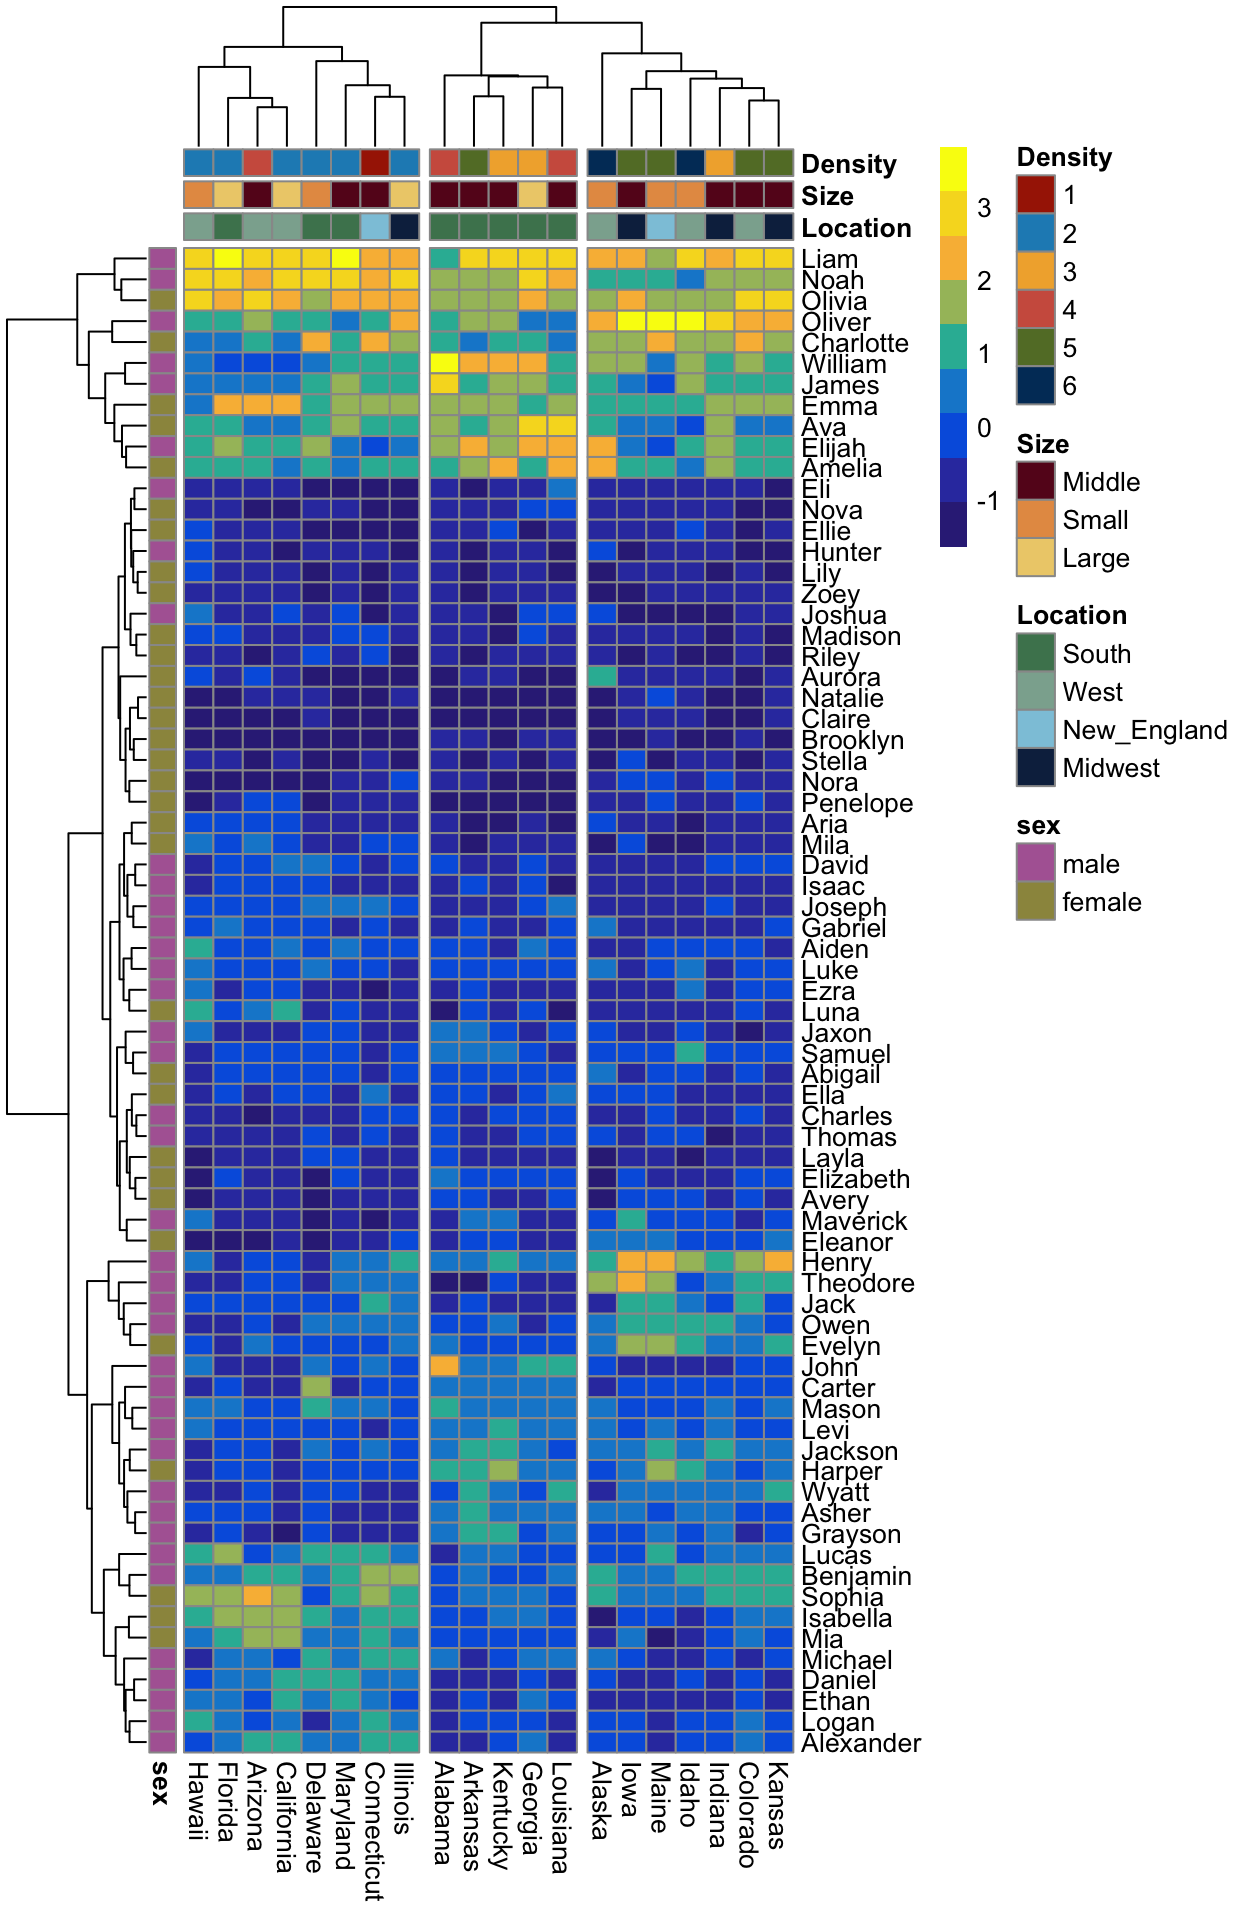 Density
Size
Location
Liam
Noah
Olivia
Oliver
Charlotte
William
James
Emma
Ava
Elijah
Amelia
Eli
Nova
Ellie
Hunter
Lily
Zoey
Joshua
Madison
Riley
Aurora
Natalie
Claire
Brooklyn
Stella
Nora
Penelope
Aria
Mila
David
Isaac
Joseph
Gabriel
Aiden
Luke
Ezra
Luna
Jaxon
Samuel
Abigail
Ella
Charles
Thomas
Layla
Elizabeth
Avery
Maverick
Eleanor
Henry
Theodore
Jack
Owen
Evelyn
John
Carter
Mason
Levi
Jackson
Harper
Wyatt
Asher
Grayson
Lucas
Benjamin
Sophia
Isabella
Mia
Michael
Daniel
Ethan
Logan
Alexander
sex
Hawaii
Florida
Arizona
California
Delaware
Maryland
Connecticut
Illinois
Alabama
Arkansas
Kentucky
Georgia
Louisiana
Alaska
Iowa
Maine
Idaho
Indiana
Colorado
Kansas
3
2
1
0
-1
Density
1
2
3
4
5
6
Size
Middle
Small
Large
Location
South
West
New_England
Midwest
sex
male
female